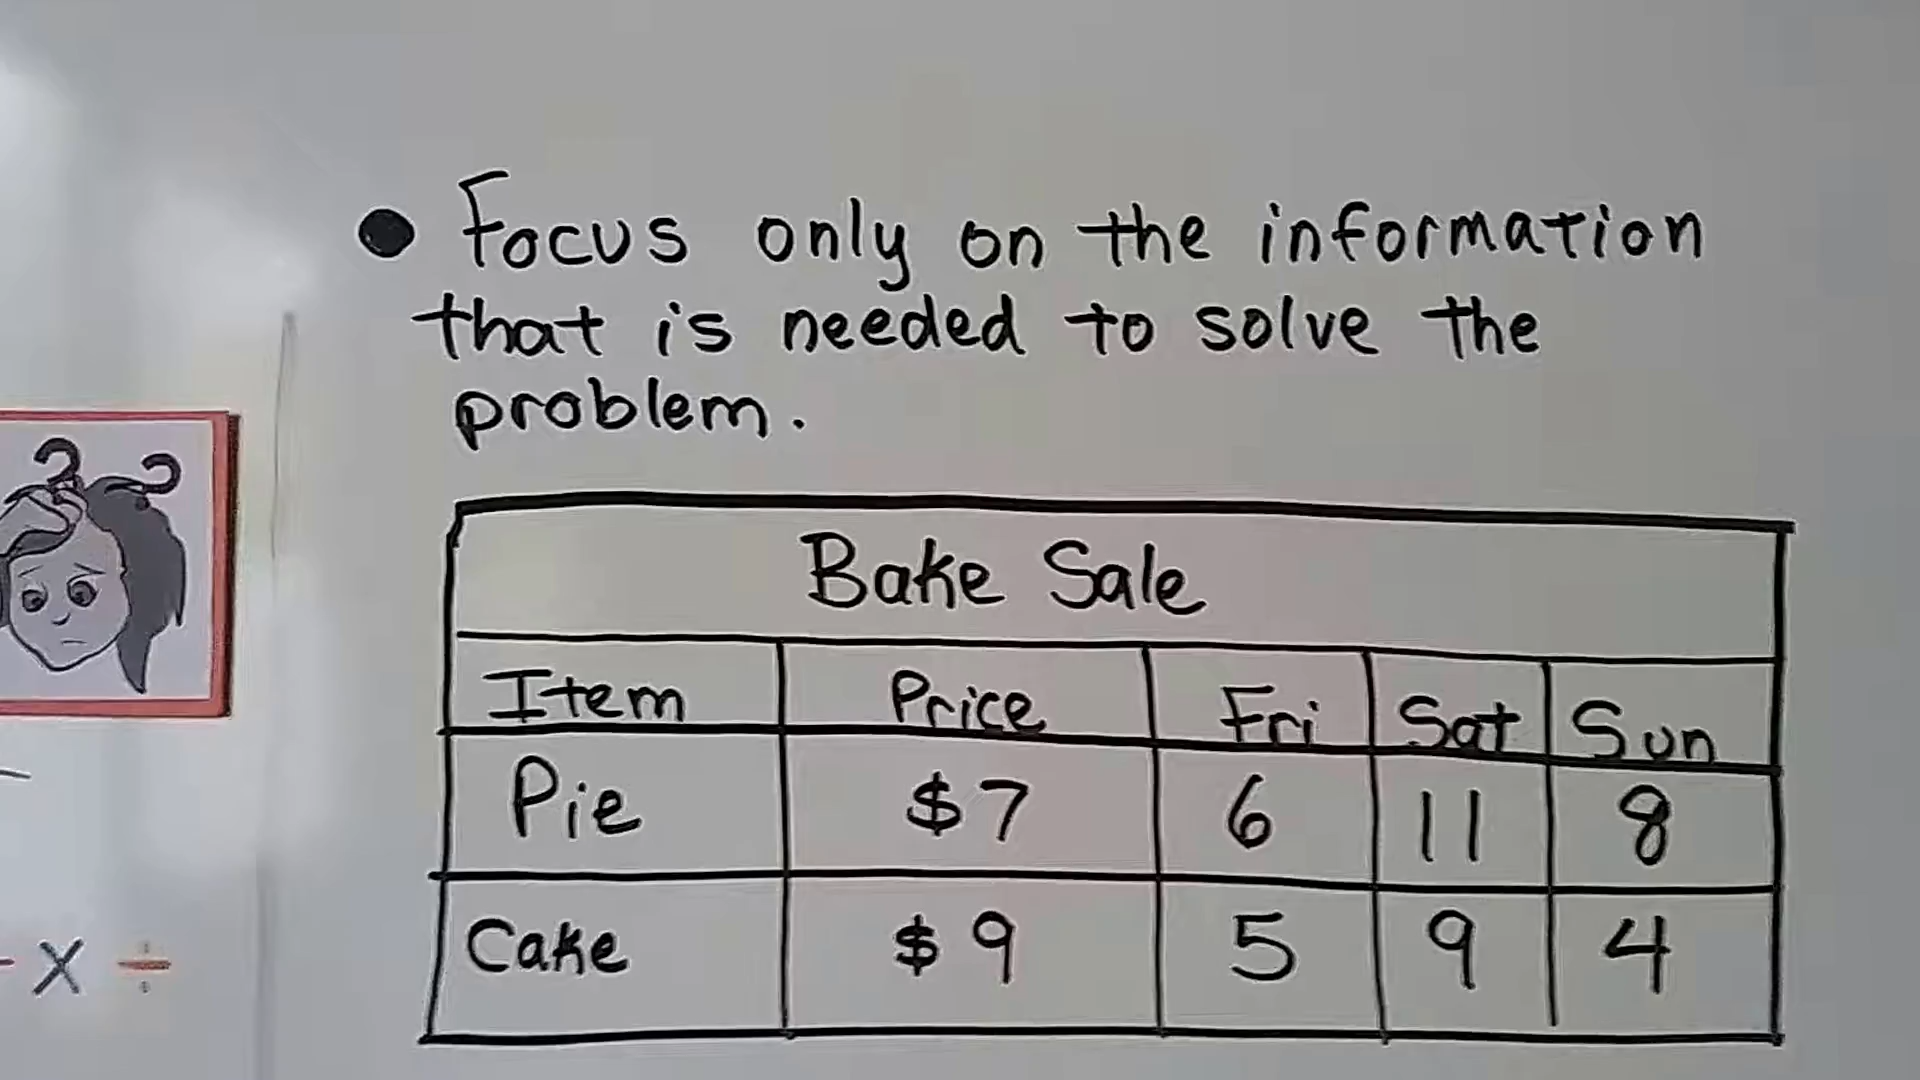 ● Focus only on the information
that is needed to solve the
problem.
Bake Sale
Item Price Fri Sat Sun
Pie $7 6 11 8
Cake $9 5 9 4
? ?
x ÷